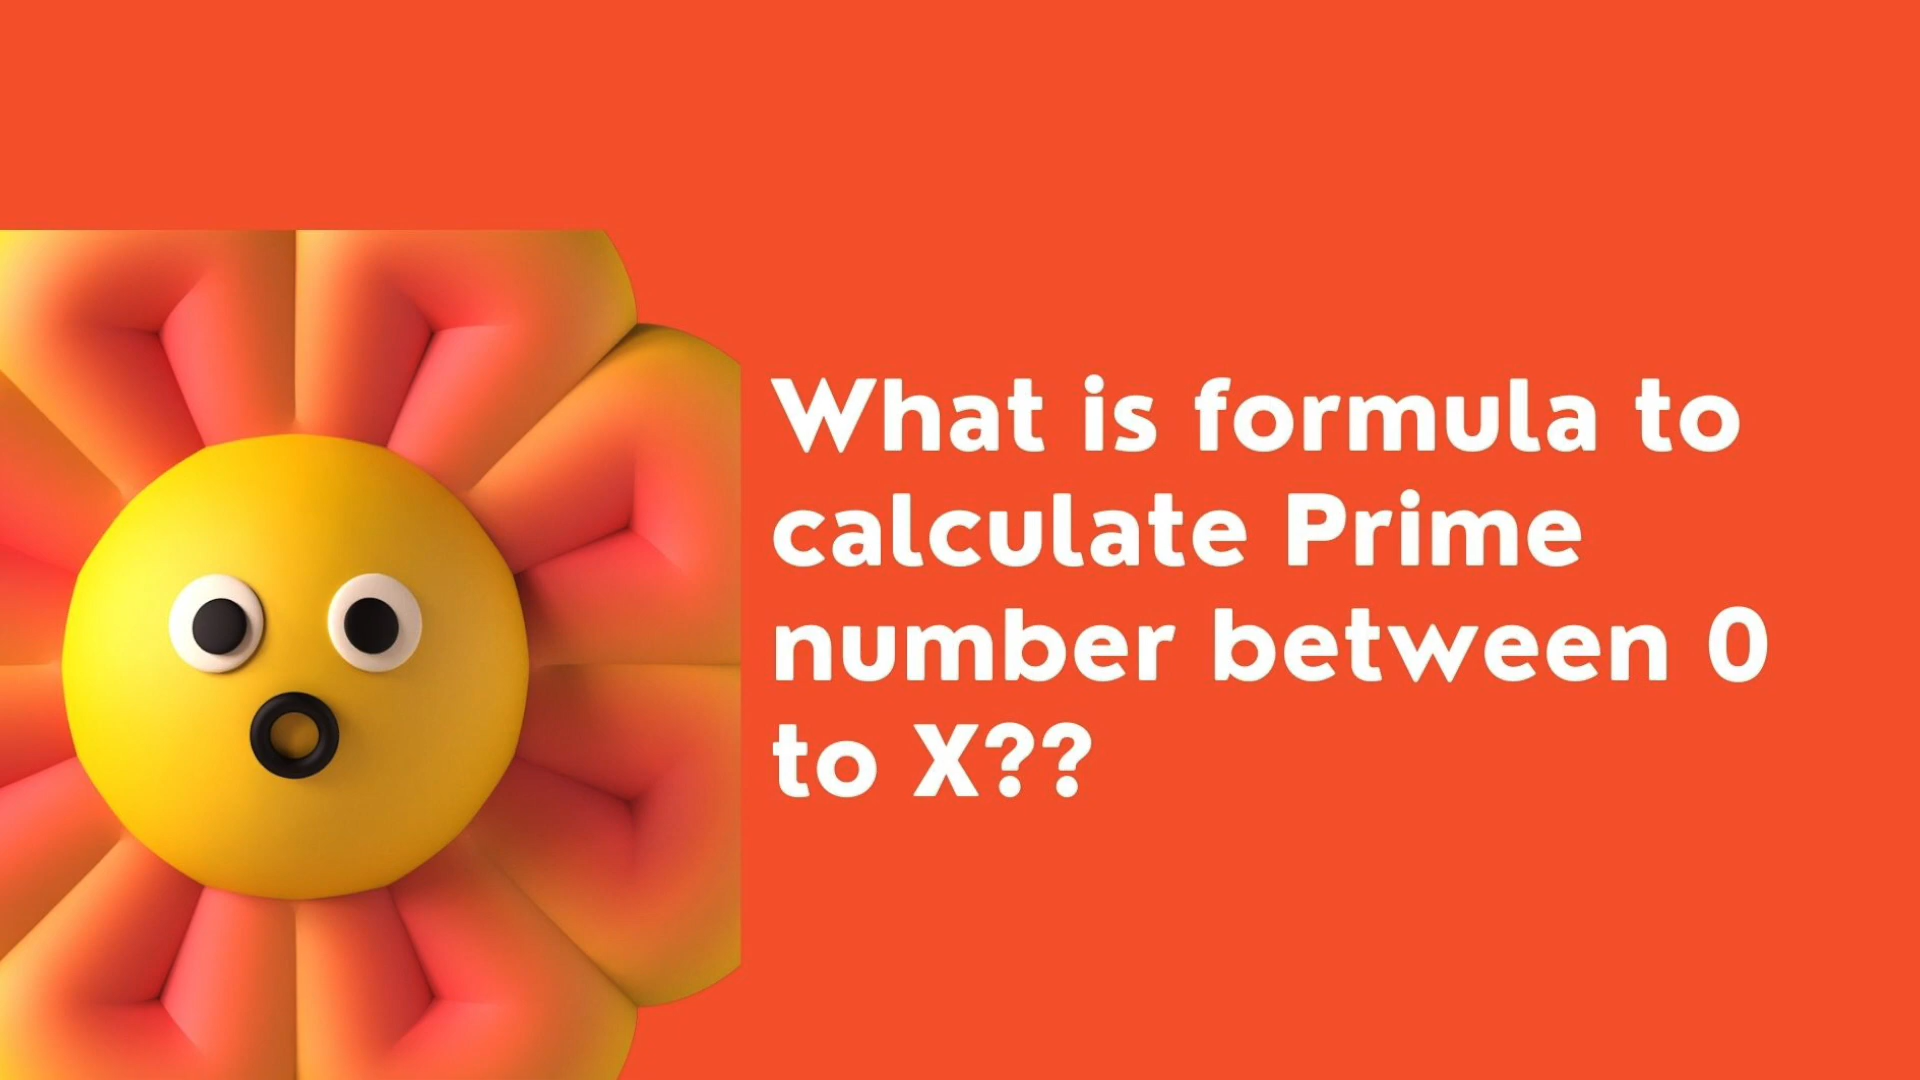 What is formula to
calculate Prime
number between 0
to X??